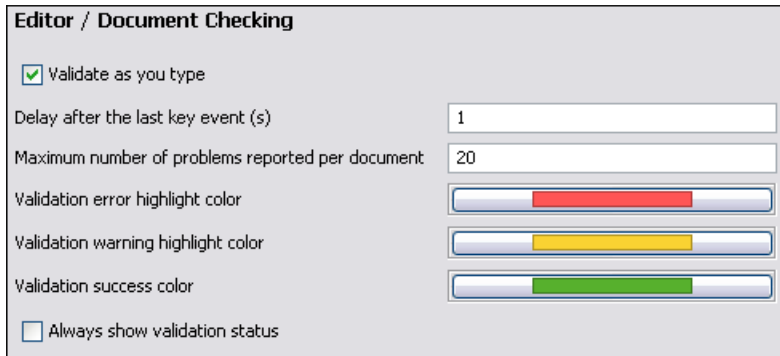 Editor / Document Checking
Validate as you type
Delay after the last key event (s) 1
Maximum number of problems reported per document 20
Validation error highlight color
Validation warning highlight color
Validation success color
Always show validation status